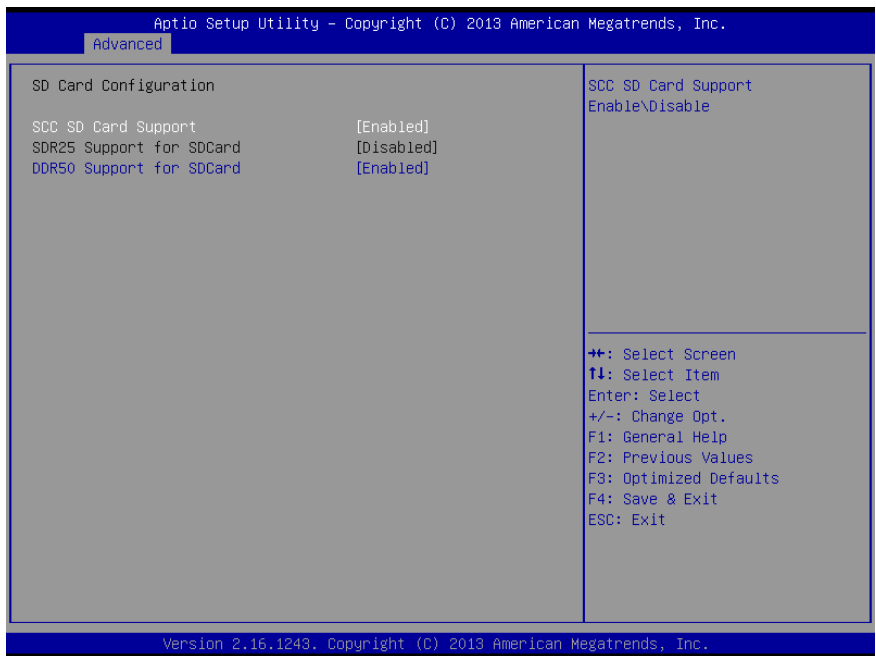 Aptio Setup Utility – Copyright (C) 2013 American Megatrends, Inc.
Advanced
SD Card Configuration
SCC SD Card Support [Enabled]
SDR25 Support for SDCard [Disabled]
DDR50 Support for SDCard [Enabled]
SCC SD Card Support
Enable\Disable
→←: Select Screen
↑↓: Select Item
Enter: Select
+/-: Change Opt.
F1: General Help
F2: Previous Values
F3: Optimized Defaults
F4: Save & Exit
ESC: Exit
Version 2.16.1243. Copyright (C) 2013 American Megatrends, Inc.